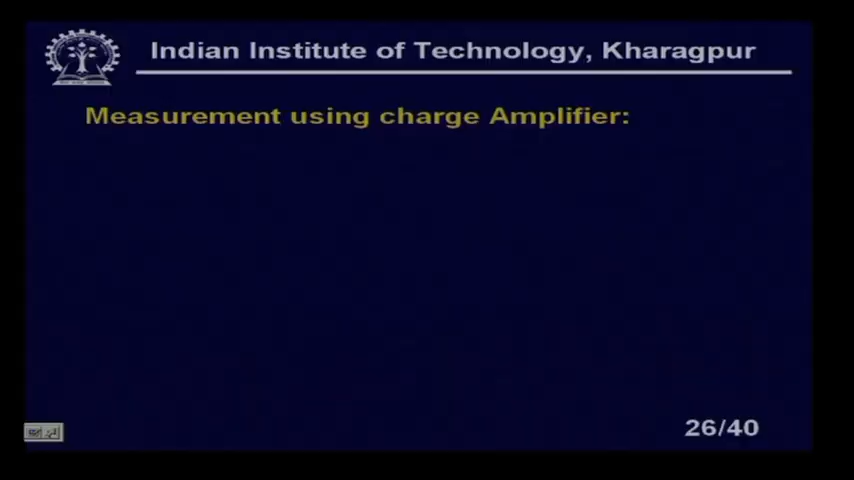 Indian Institute of Technology, Kharagpur
Measurement using charge Amplifier:
26/40